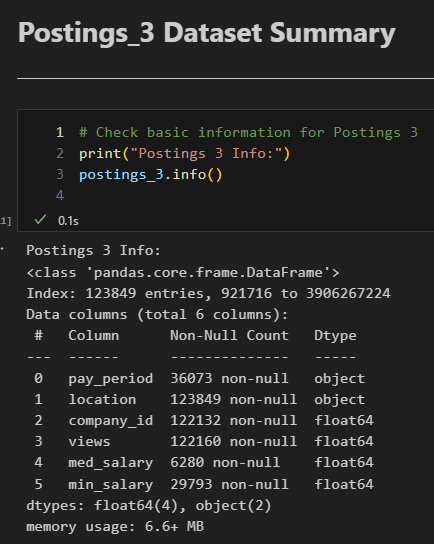 Postings_3 Dataset Summary
1 # Check basic information for Postings 3
2 print("Postings 3 Info:")
3 postings_3.info()
4
1] ✓ 0.1s
Postings 3 Info:
<class 'pandas.core.frame.DataFrame'>
Index: 123849 entries, 921716 to 3906267224
Data columns (total 6 columns):
 #   Column      Non-Null Count   Dtype
---  ------      --------------   -----
 0   pay_period  36073 non-null   object
 1   location    123849 non-null  object
 2   company_id  122132 non-null  float64
 3   views       122160 non-null  float64
 4   med_salary  6280 non-null    float64
 5   min_salary  29793 non-null   float64
dtypes: float64(4), object(2)
memory usage: 6.6+ MB